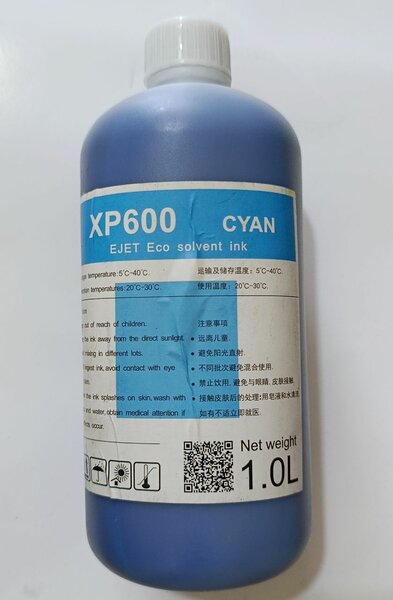 XP600 CYAN
EJET Eco solvent ink
temperature:5℃-40℃. 运输及储存温度：5℃-40℃.
temperatures:20℃-30℃. 使用温度：20℃-30℃.
out of reach of children. 注意事项
the ink away from the direct sunlight. • 远离儿童.
mixing in different lots. • 避免阳光直射.
ingest ink, avoid contact with eye • 不同批次避免混合使用.
• 禁止饮用. 避免与眼睛. 皮肤接触.
the ink splashes on skin, wash with • 接触皮肤后的处理:用皂液和水清洗.
and water, obtain medical attention if 如有不适立即就医.
occur.
Net weight
1.0L